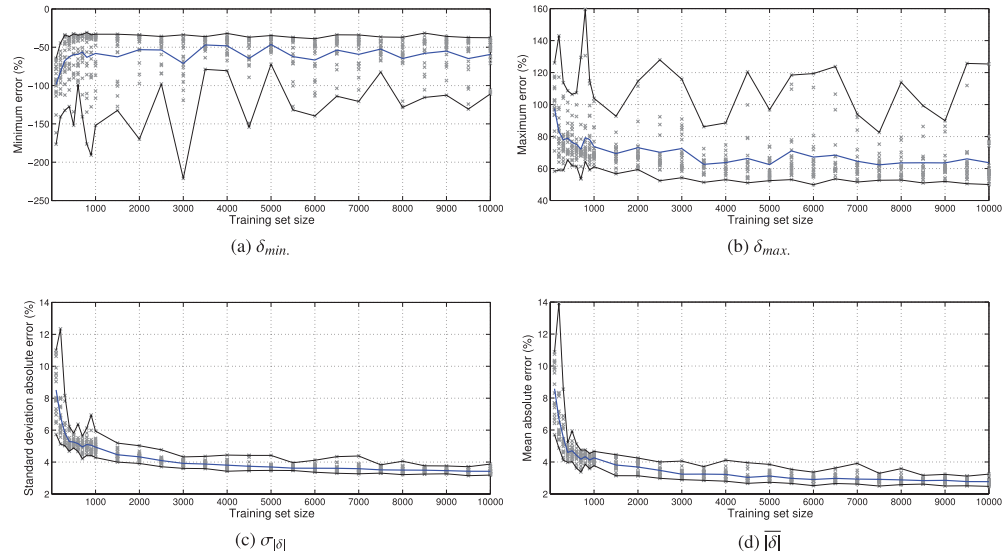 0
−50
−100
−150
−200
−250
Minimum error (%)
1000 2000 3000 4000 5000 6000 7000 8000 9000 10000
Training set size
(a) δmin.
160
140
120
100
80
60
40
Maximum error (%)
1000 2000 3000 4000 5000 6000 7000 8000 9000 10000
Training set size
(b) δmax.
14
12
10
8
6
4
2
Standard deviation absolute error (%)
1000 2000 3000 4000 5000 6000 7000 8000 9000 10000
Training set size
(c) σ|δ|
14
12
10
8
6
4
2
Mean absolute error (%)
1000 2000 3000 4000 5000 6000 7000 8000 9000 10000
Training set size
(d) |δ|